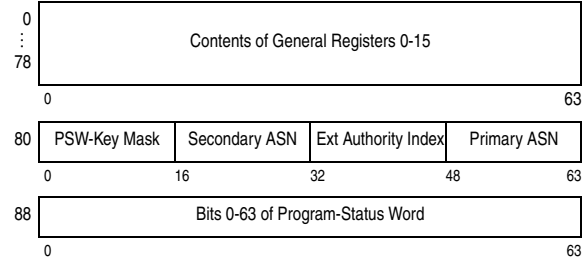 0
⋮
78
Contents of General Registers 0-15
0 63
80 PSW-Key Mask Secondary ASN Ext Authority Index Primary ASN
0 16 32 48 63
88 Bits 0-63 of Program-Status Word
0 63